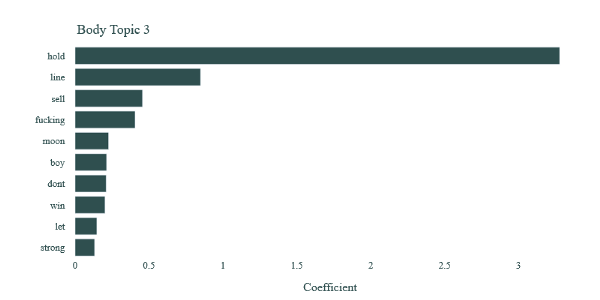 Body Topic 3
hold
line
sell
fucking
moon
boy
dont
win
let
strong
0 0.5 1 1.5 2 2.5 3
Coefficient